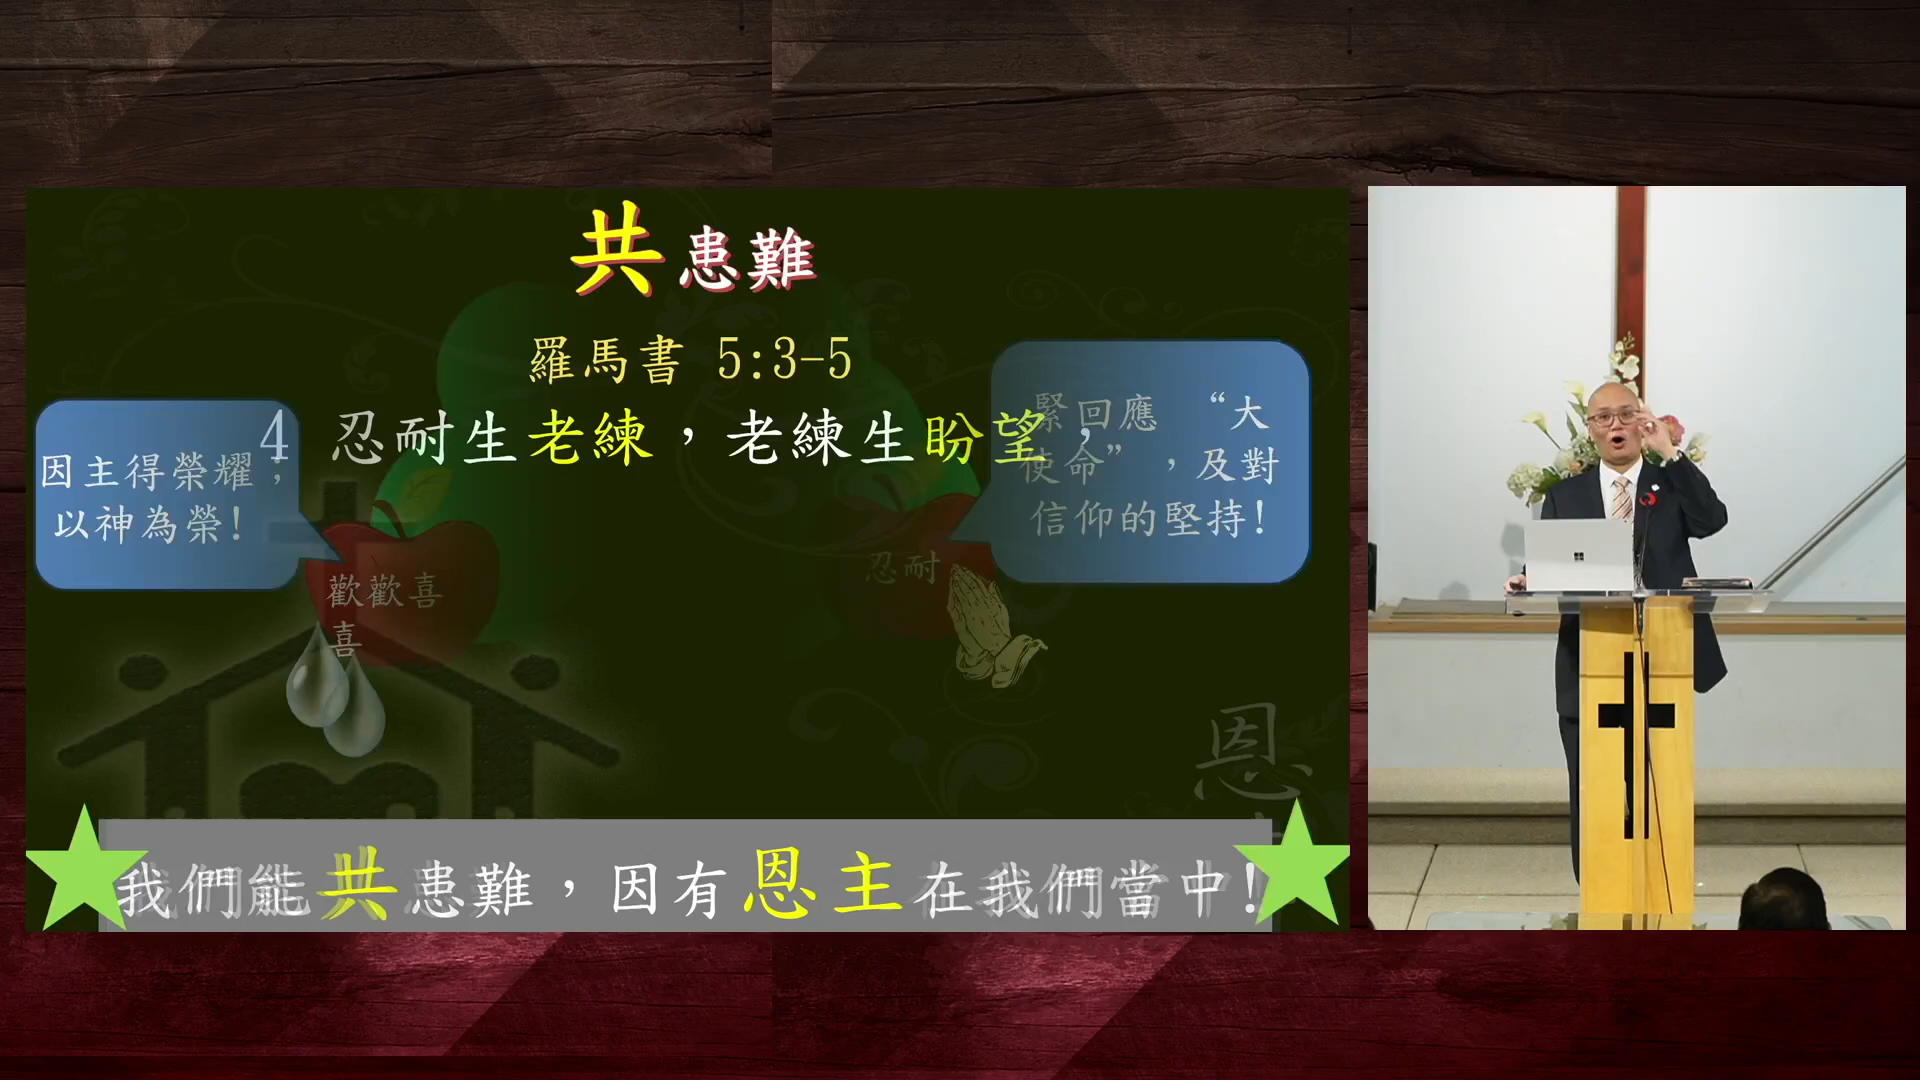 共患難
羅馬書 5:3-5
4 忍耐生老練，老練生盼望，
因主得榮耀；
以神為榮!
緊回應 “大
使命”，及對
信仰的堅持!
歡歡喜
喜
忍耐
恩
我們能共患難，因有恩主在我們當中!